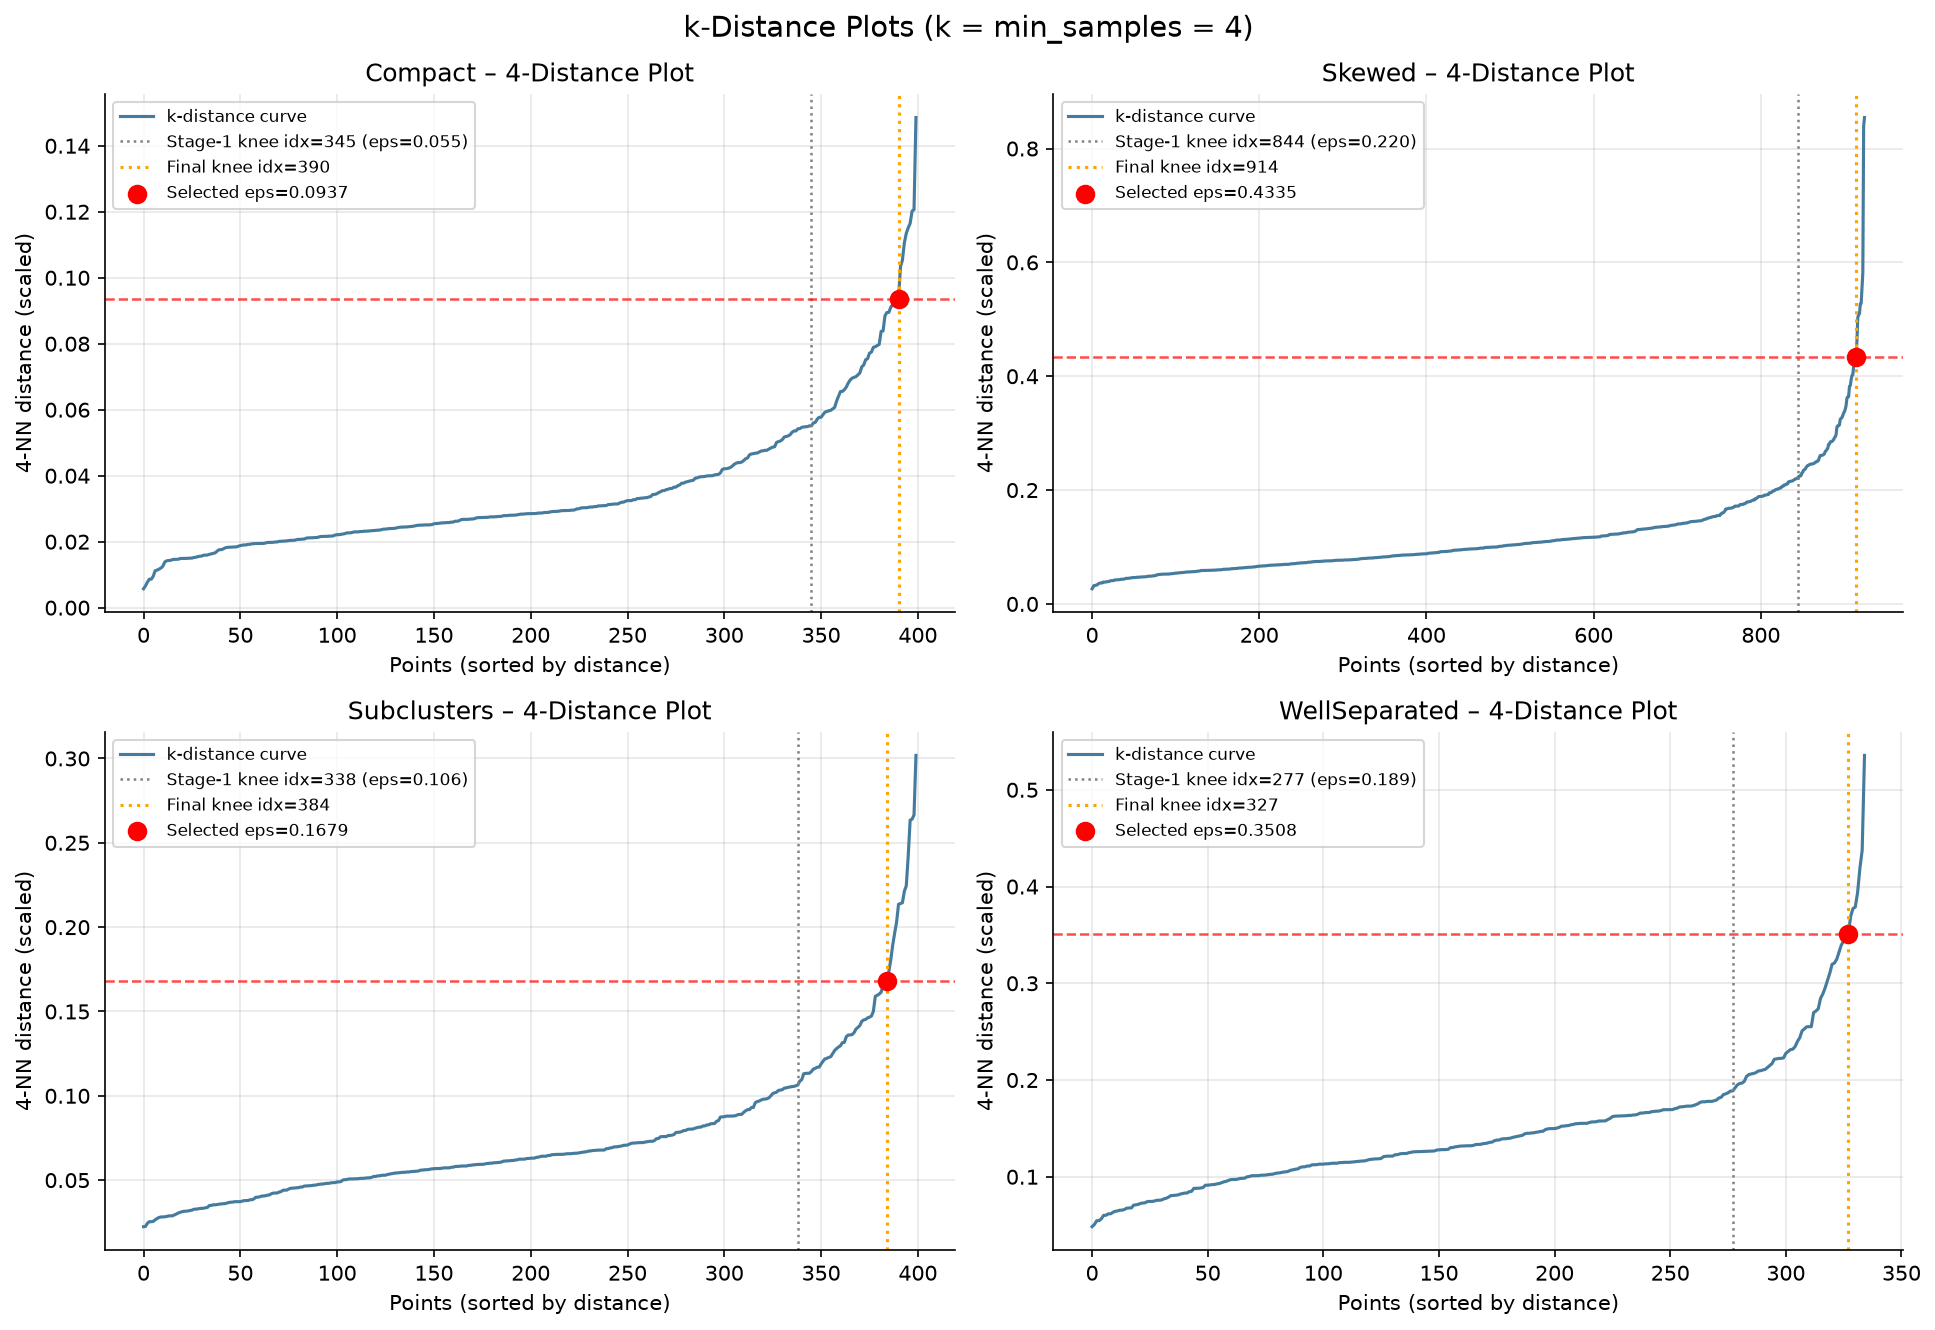 k-Distance Plots (k = min_samples = 4)
Compact – 4-Distance Plot
k-distance curve
Stage-1 knee idx=345 (eps=0.055)
Final knee idx=390
Selected eps=0.0937
4-NN distance (scaled)
0.14
0.12
0.10
0.08
0.06
0.04
0.02
0.00
0 50 100 150 200 250 300 350 400
Points (sorted by distance)
Skewed – 4-Distance Plot
k-distance curve
Stage-1 knee idx=844 (eps=0.220)
Final knee idx=914
Selected eps=0.4335
4-NN distance (scaled)
0.8
0.6
0.4
0.2
0.0
0 200 400 600 800
Points (sorted by distance)
Subclusters – 4-Distance Plot
k-distance curve
Stage-1 knee idx=338 (eps=0.106)
Final knee idx=384
Selected eps=0.1679
4-NN distance (scaled)
0.30
0.25
0.20
0.15
0.10
0.05
0 50 100 150 200 250 300 350 400
Points (sorted by distance)
WellSeparated – 4-Distance Plot
k-distance curve
Stage-1 knee idx=277 (eps=0.189)
Final knee idx=327
Selected eps=0.3508
4-NN distance (scaled)
0.5
0.4
0.3
0.2
0.1
0 50 100 150 200 250 300 350
Points (sorted by distance)